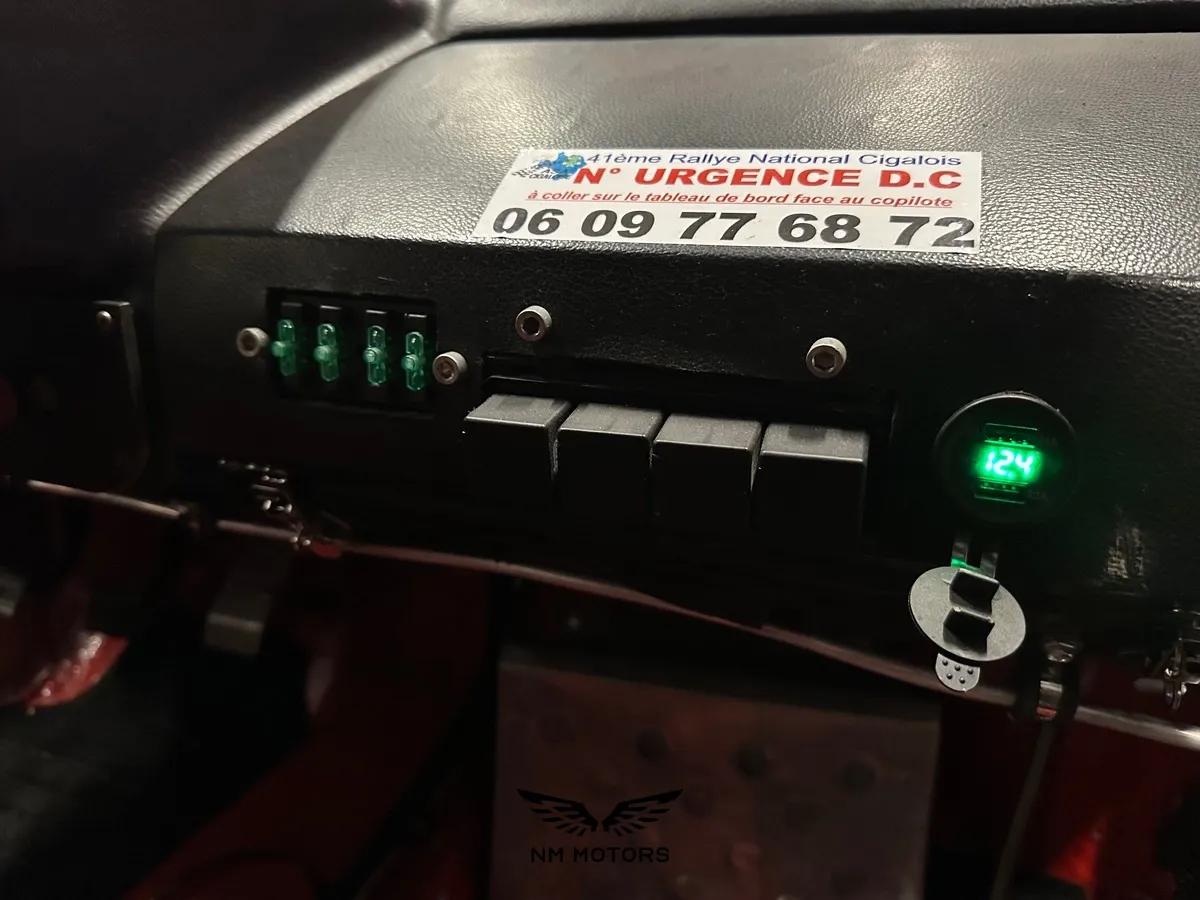 41ème Rallye National Cigalois
N° URGENCE D.C
à coller sur le tableau de bord face au copilote
06 09 77 68 72
12.4
NM MOTORS